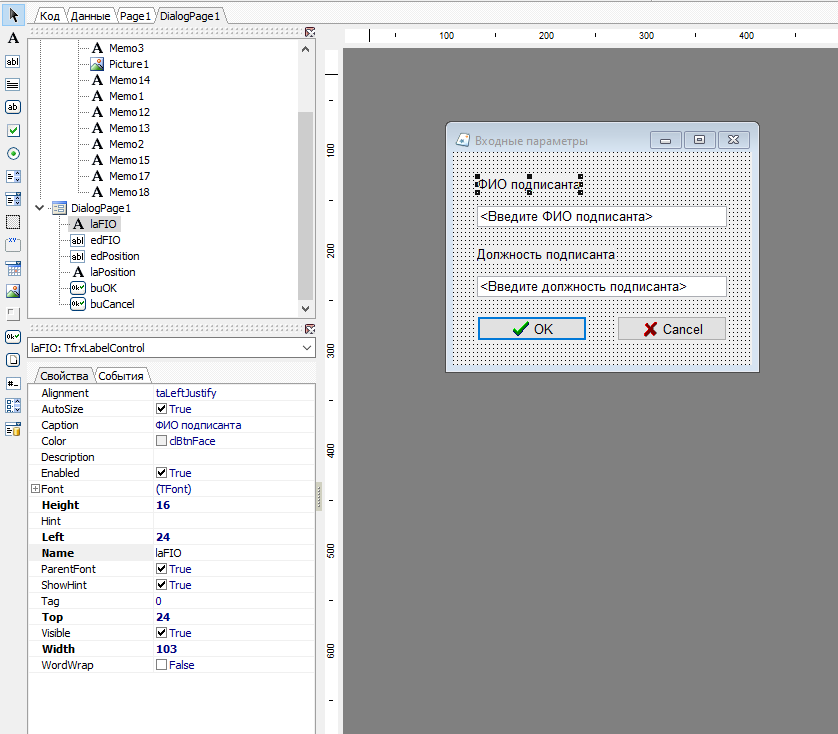 Код Данные Page1 DialogPage1
A
abl
ab
XY
Ok
#_
Memo3
Picture1
Memo14
Memo1
Memo12
Memo13
Memo2
Memo15
Memo17
Memo18
DialogPage1
laFIO
edFIO
edPosition
laPosition
buOK
buCancel
laFIO: TfrxLabelControl
Свойства События
Alignment taLeftJustify
AutoSize True
Caption ФИО подписанта
Color clBtnFace
Description
Enabled True
Font (TFont)
Height 16
Hint
Left 24
Name laFIO
ParentFont True
ShowHint True
Tag 0
Top 24
Visible True
Width 103
WordWrap False
100 200 300 400
100
200
300
400
500
600
Входные параметры
ФИО подписанта
<Введите ФИО подписанта>
Должность подписанта
<Введите должность подписанта>
OK Cancel